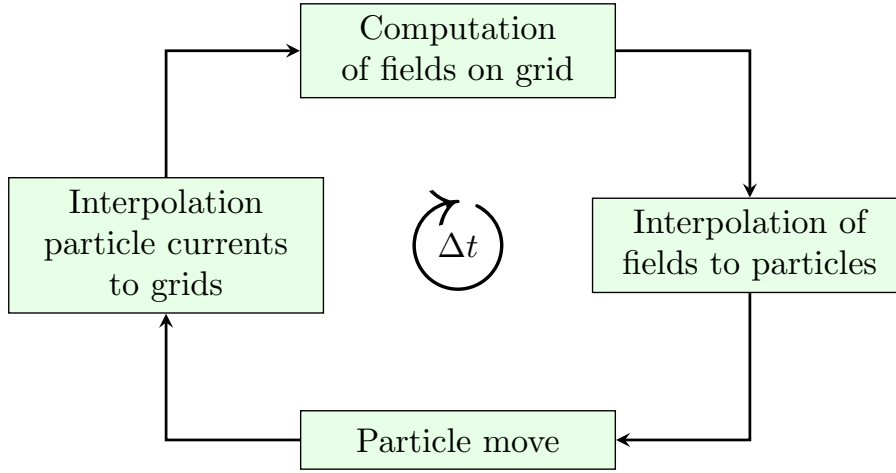 Computation
of fields on grid
Interpolation
particle currents
to grids
Δt
Interpolation of
fields to particles
Particle move